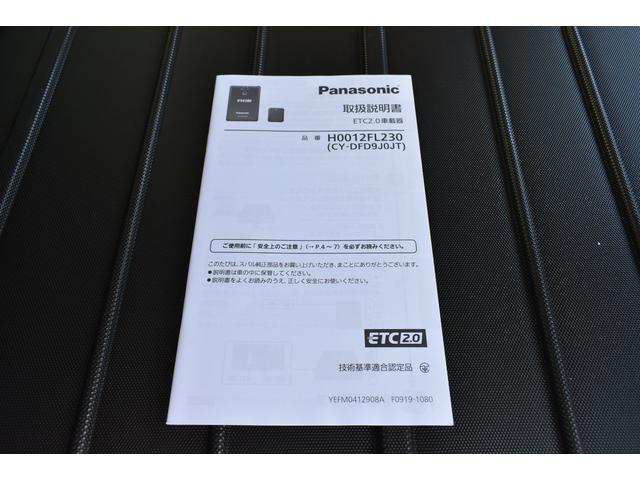 Panasonic
取扱説明書
ETC2.0車載器
品番 H0012FL230
(CY-DFD9J0JT)
ご使用前に「安全上のご注意」(→P.4～7)を必ずお読みください。
このたびは、スバル純正部品をお買い上げいただき、まことにありがとうございます。
●説明書は車の中に保管してください。
●説明書をよくお読みのうえ、正しく安全にお使いください。
ETC2.0
技術基準適合認定品
YEFM0412908A F0919-1080